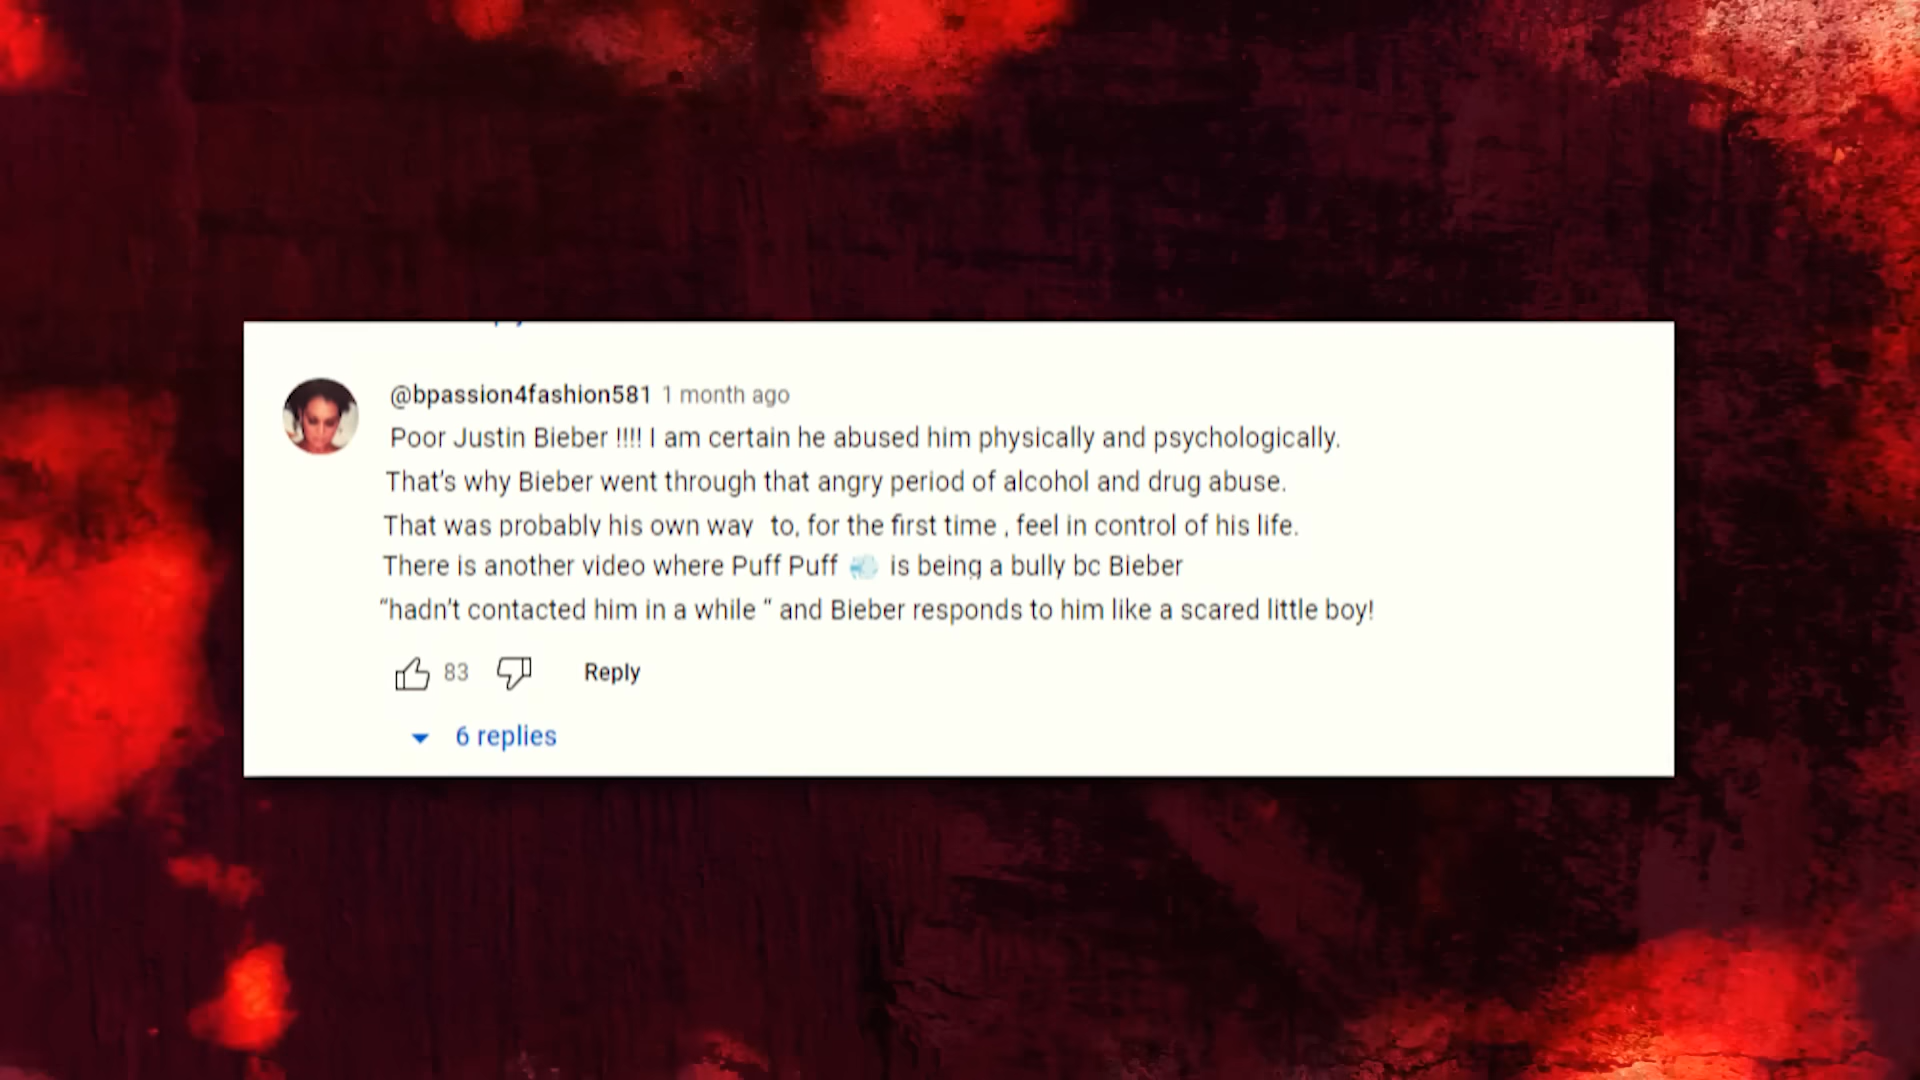 @bpassion4fashion581 1 month ago
Poor Justin Bieber !!!! I am certain he abused him physically and psychologically.
That's why Bieber went through that angry period of alcohol and drug abuse.
That was probably his own way to, for the first time , feel in control of his life.
There is another video where Puff Puff 💨 is being a bully bc Bieber
“hadn't contacted him in a while “ and Bieber responds to him like a scared little boy!
83 Reply
6 replies